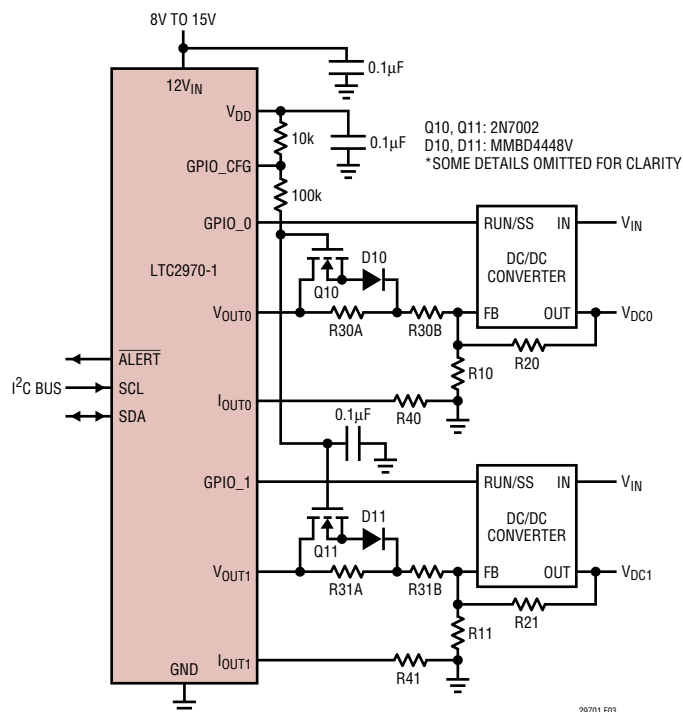 8V TO 15V
0.1µF
12VIN
VDD
10k
0.1µF
Q10, Q11: 2N7002
D10, D11: MMBD4448V
*SOME DETAILS OMITTED FOR CLARITY
GPIO_CFG
100k
GPIO_0
RUN/SS
IN
VIN
DC/DC
CONVERTER
LTC2970-1
D10
Q10
VOUT0
R30A
R30B
FB
OUT
VDC0
R20
R10
ALERT
I2C BUS
SCL
SDA
IOUT0
R40
0.1µF
GPIO_1
RUN/SS
IN
VIN
DC/DC
CONVERTER
D11
Q11
VOUT1
R31A
R31B
FB
OUT
VDC1
R21
R11
IOUT1
R41
GND
29701 F03